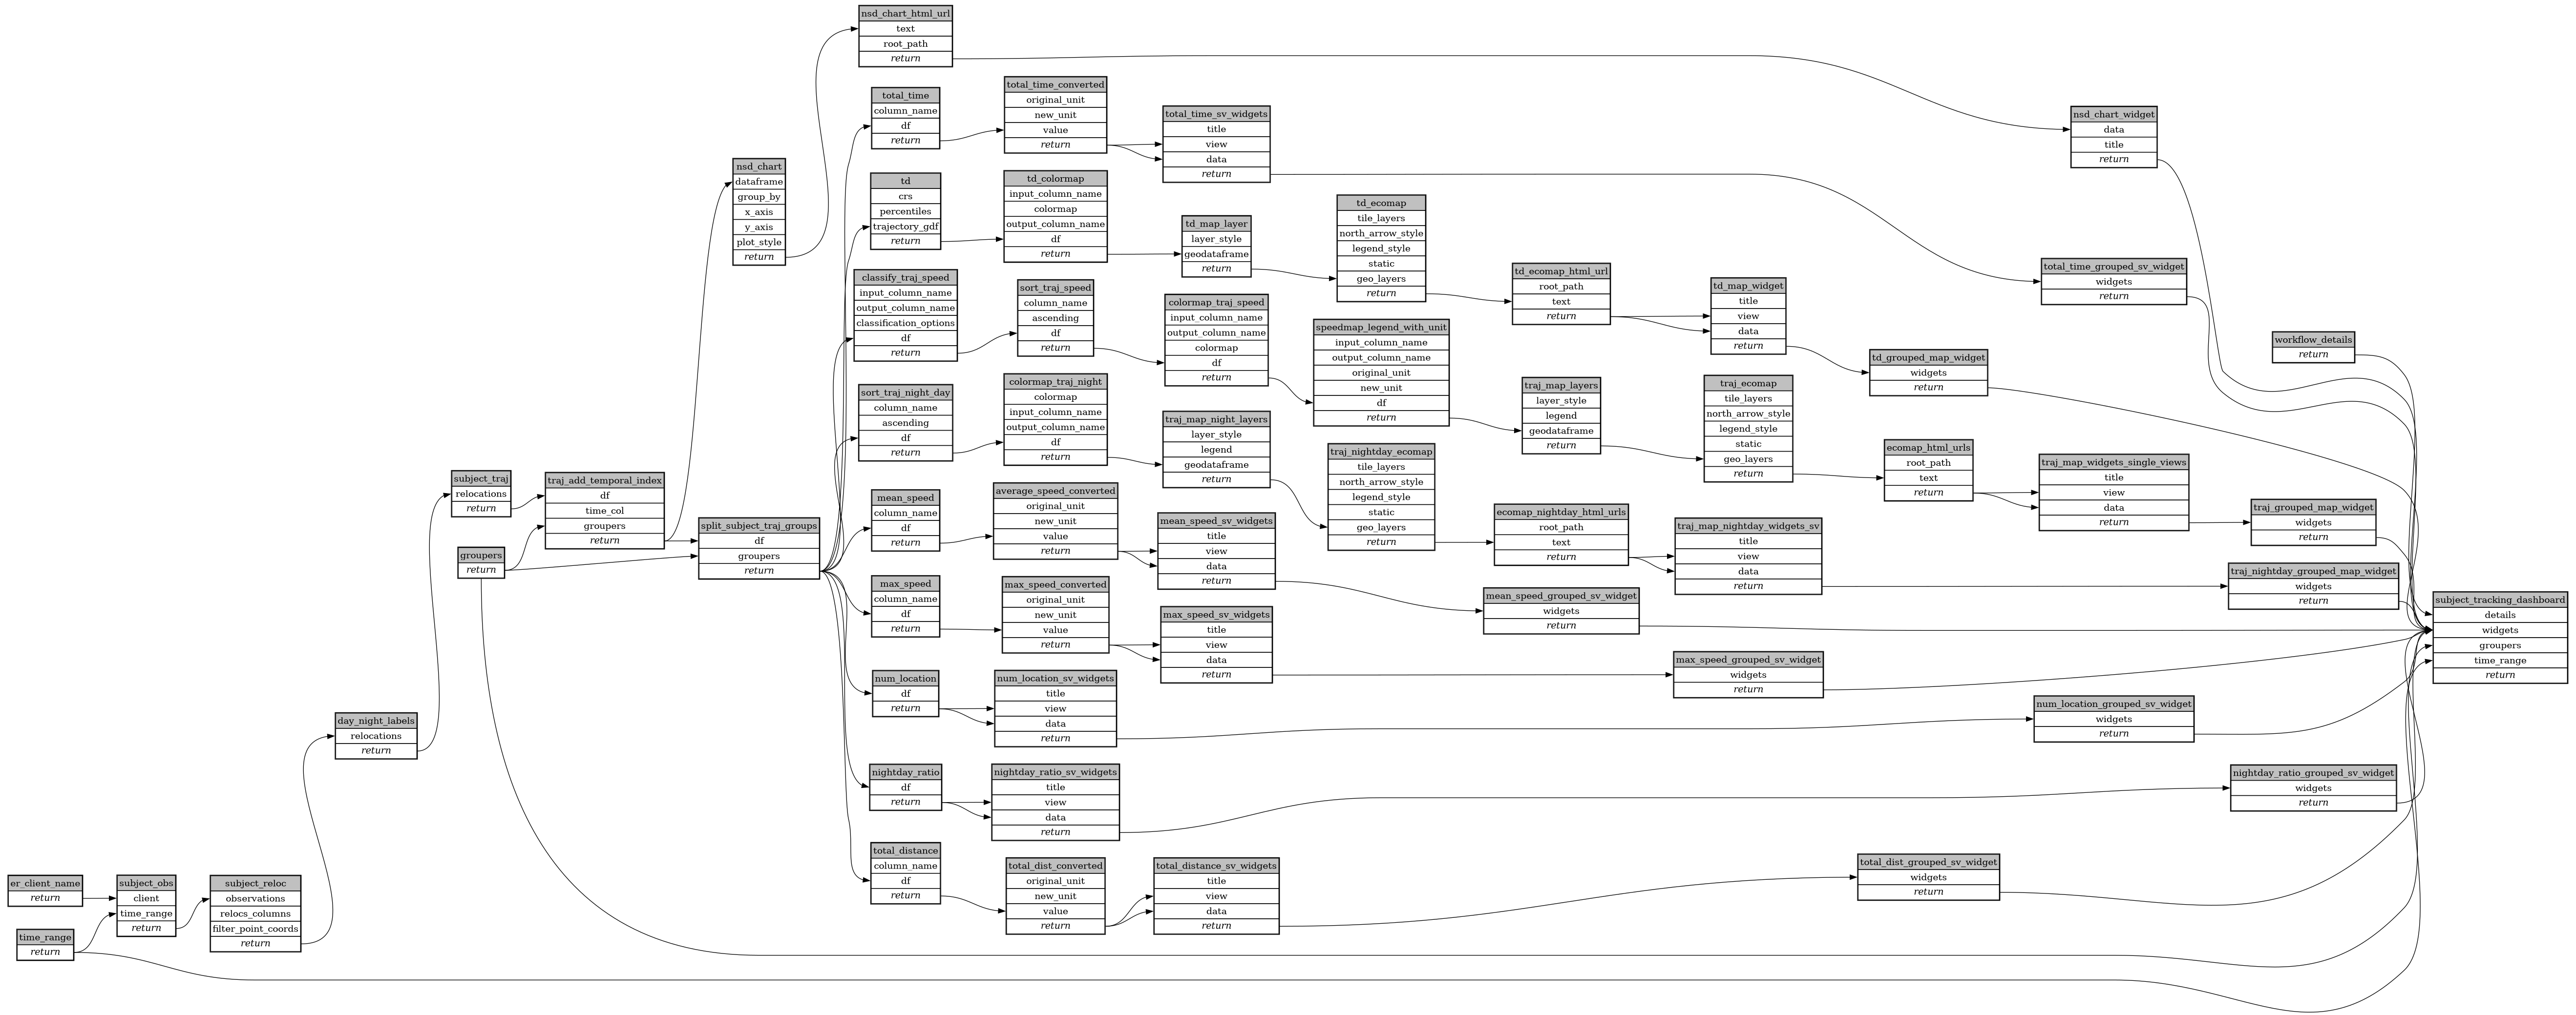 nsd_chart_html_url
text
root_path
return
total_time
column_name
df
return
total_time_converted
original_unit
new_unit
value
return
total_time_sv_widgets
title
view
data
return
nsd_chart_widget
data
title
return
nsd_chart
dataframe
group_by
x_axis
y_axis
plot_style
return
td
crs
percentiles
trajectory_gdf
return
td_colormap
input_column_name
colormap
output_column_name
df
return
td_map_layer
layer_style
geodataframe
return
td_ecomap
tile_layers
north_arrow_style
legend_style
static
geo_layers
return
td_ecomap_html_url
root_path
text
return
td_map_widget
title
view
data
return
td_grouped_map_widget
widgets
return
total_time_grouped_sv_widget
widgets
return
workflow_details
return
classify_traj_speed
input_column_name
output_column_name
classification_options
df
return
sort_traj_speed
column_name
ascending
df
return
colormap_traj_speed
input_column_name
output_column_name
colormap
df
return
speedmap_legend_with_unit
input_column_name
output_column_name
original_unit
new_unit
df
return
traj_map_layers
layer_style
legend
geodataframe
return
traj_ecomap
tile_layers
north_arrow_style
legend_style
static
geo_layers
return
ecomap_html_urls
root_path
text
return
traj_map_widgets_single_views
title
view
data
return
traj_grouped_map_widget
widgets
return
sort_traj_night_day
column_name
ascending
df
return
colormap_traj_night
colormap
input_column_name
output_column_name
df
return
traj_map_night_layers
layer_style
legend
geodataframe
return
traj_nightday_ecomap
tile_layers
north_arrow_style
legend_style
static
geo_layers
return
ecomap_nightday_html_urls
root_path
text
return
traj_map_nightday_widgets_sv
title
view
data
return
traj_nightday_grouped_map_widget
widgets
return
subject_traj
relocations
return
traj_add_temporal_index
df
time_col
groupers
return
groupers
return
split_subject_traj_groups
df
groupers
return
mean_speed
column_name
df
return
average_speed_converted
original_unit
new_unit
value
return
mean_speed_sv_widgets
title
view
data
return
mean_speed_grouped_sv_widget
widgets
return
max_speed
column_name
df
return
max_speed_converted
original_unit
new_unit
value
return
max_speed_sv_widgets
title
view
data
return
max_speed_grouped_sv_widget
widgets
return
subject_tracking_dashboard
details
widgets
groupers
time_range
return
num_location
df
return
num_location_sv_widgets
title
view
data
return
num_location_grouped_sv_widget
widgets
return
day_night_labels
relocations
return
nightday_ratio
df
return
nightday_ratio_sv_widgets
title
view
data
return
nightday_ratio_grouped_sv_widget
widgets
return
total_distance
column_name
df
return
total_dist_converted
original_unit
new_unit
value
return
total_distance_sv_widgets
title
view
data
return
total_dist_grouped_sv_widget
widgets
return
er_client_name
return
subject_obs
client
time_range
return
subject_reloc
observations
relocs_columns
filter_point_coords
return
time_range
return